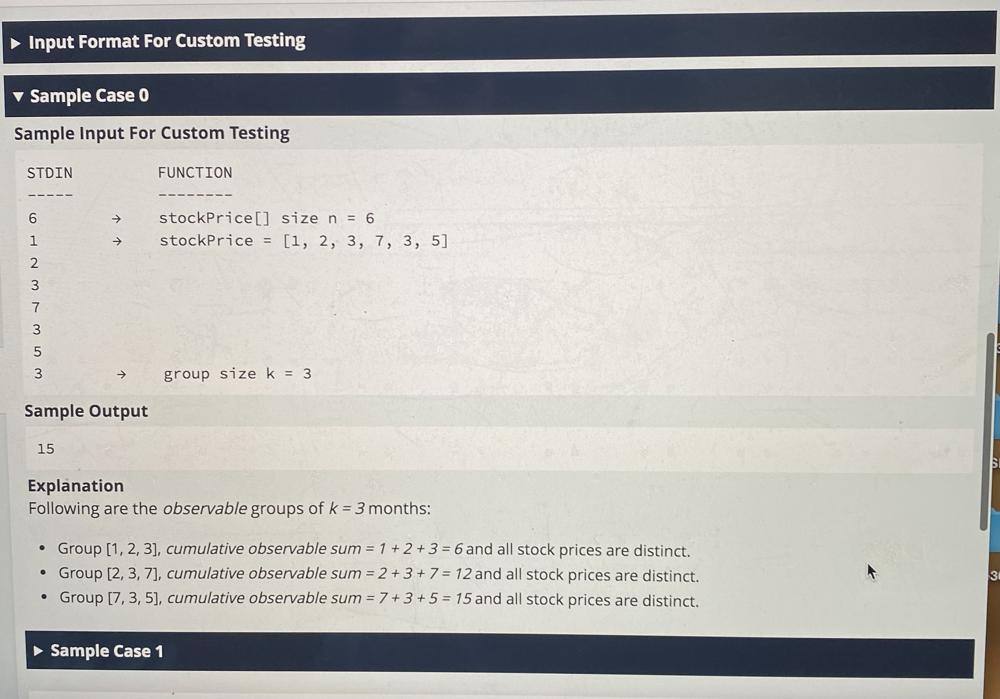 ▶ Input Format For Custom Testing
▼ Sample Case 0
Sample Input For Custom Testing
STDIN FUNCTION
----- --------
6 → stockPrice[] size n = 6
1 → stockPrice = [1, 2, 3, 7, 3, 5]
2
3
7
3
5
3 → group size k = 3
Sample Output
15
Explanation
Following are the observable groups of k = 3 months:
• Group [1, 2, 3], cumulative observable sum = 1 + 2 + 3 = 6 and all stock prices are distinct.
• Group [2, 3, 7], cumulative observable sum = 2 + 3 + 7 = 12 and all stock prices are distinct.
• Group [7, 3, 5], cumulative observable sum = 7 + 3 + 5 = 15 and all stock prices are distinct.
▶ Sample Case 1